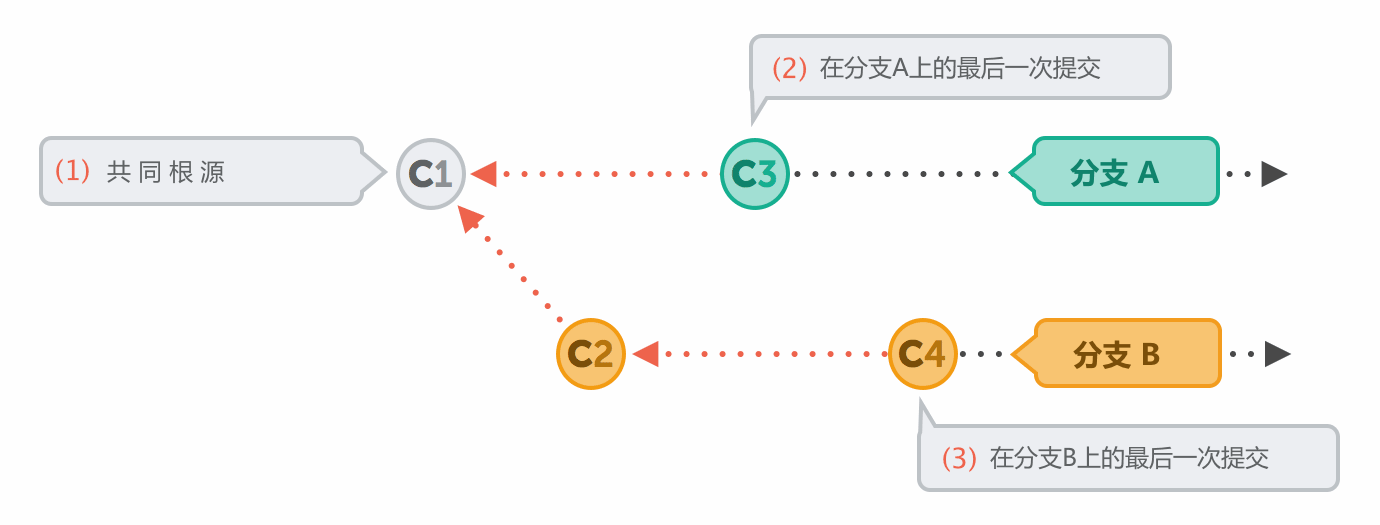 (2) 在分支A上的最后一次提交
(1) 共同根源
C1
C3
分支 A
C2
C4
分支 B
(3) 在分支B上的最后一次提交